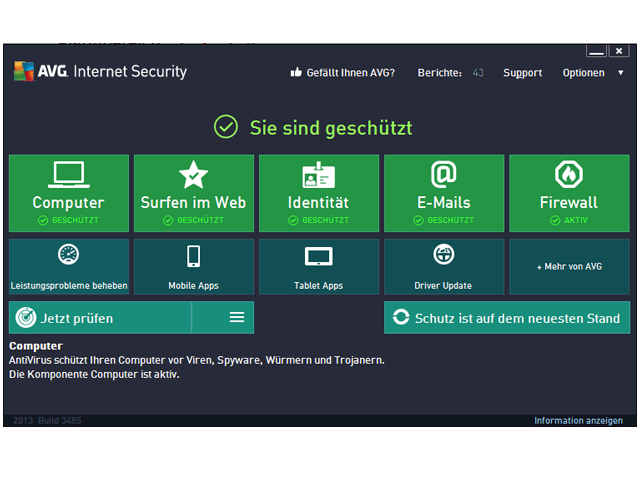 AVG. Internet Security
Gefällt Ihnen AVG?
Berichte: 43
Support
Optionen
Sie sind geschützt
Computer
GESCHÜTZT
Surfen im Web
GESCHÜTZT
Identität
GESCHÜTZT
E-Mails
GESCHÜTZT
Firewall
AKTIV
Leistungsprobleme beheben
Mobile Apps
Tablet Apps
Driver Update
+ Mehr von AVG
Jetzt prüfen
Schutz ist auf dem neuesten Stand
Computer
AntiVirus schützt Ihren Computer vor Viren, Spyware, Würmern und Trojanern.
Die Komponente Computer ist aktiv.
2013 Build 3485
Information anzeigen